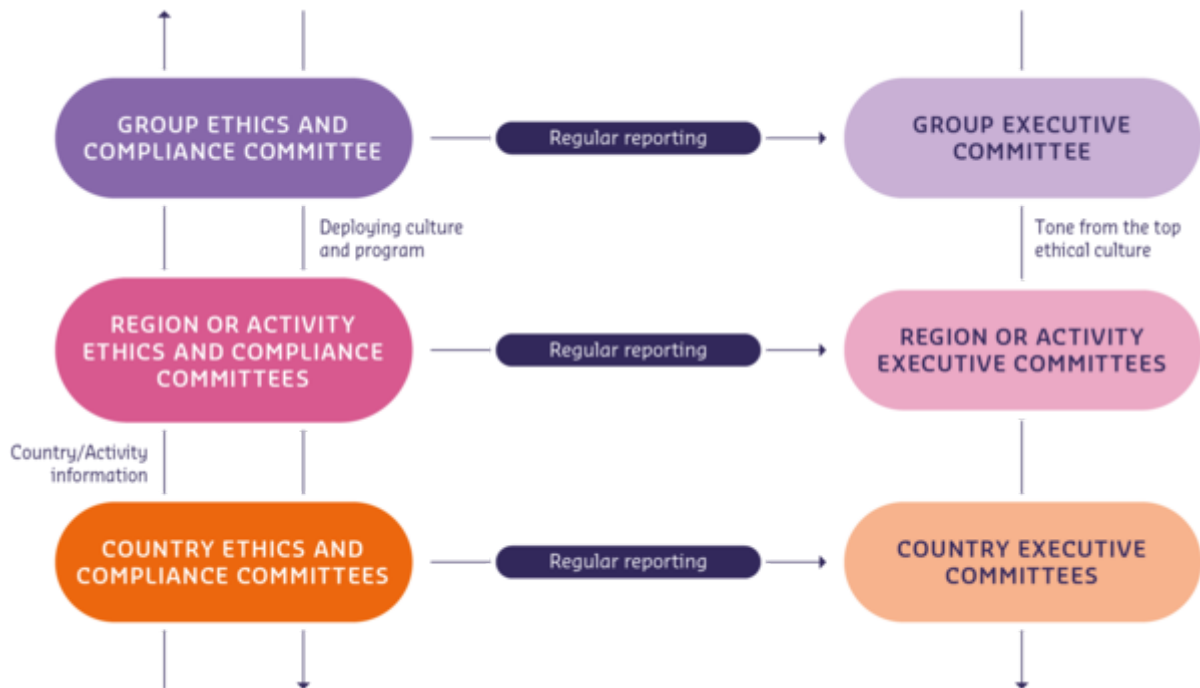 GROUP ETHICS AND
COMPLIANCE COMMITTEE
Regular reporting
GROUP EXECUTIVE
COMMITTEE
Deploying culture
and program
Tone from the top
ethical culture
REGION OR ACTIVITY
ETHICS AND COMPLIANCE
COMMITTEES
Regular reporting
REGION OR ACTIVITY
EXECUTIVE COMMITTEES
Country/Activity
information
COUNTRY ETHICS AND
COMPLIANCE COMMITTEES
Regular reporting
COUNTRY EXECUTIVE
COMMITTEES